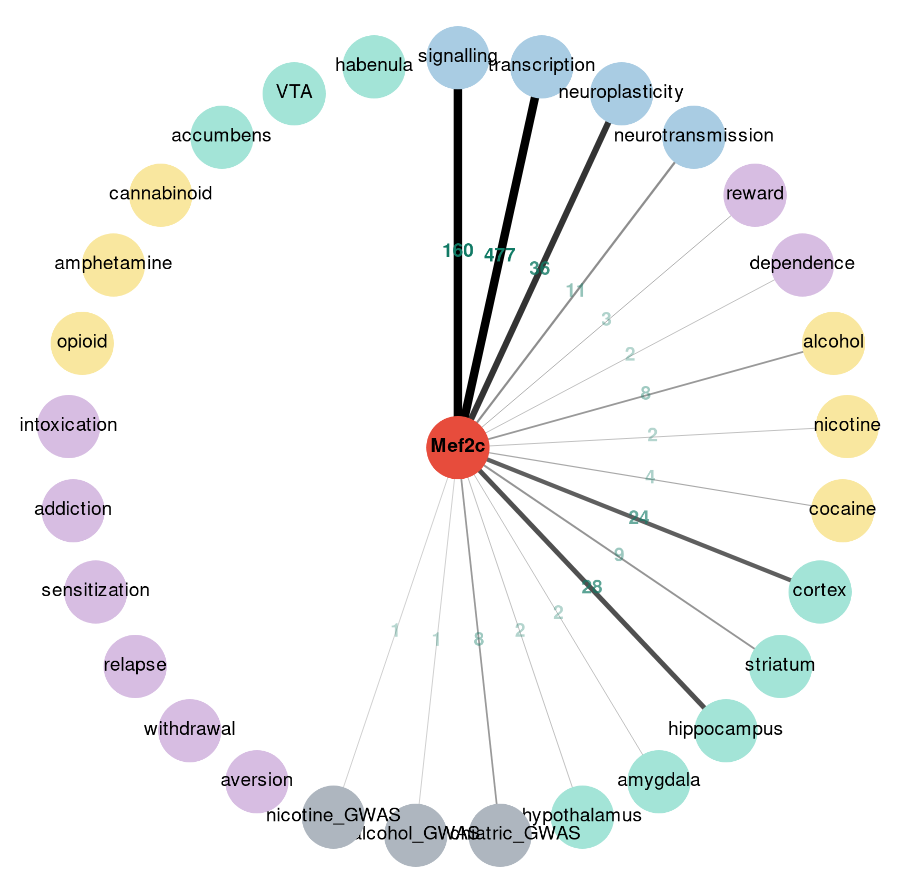 signalling
transcription
neuroplasticity
neurotransmission
reward
dependence
alcohol
nicotine
cocaine
cortex
striatum
hippocampus
amygdala
hypothalamus
alcohol_GWAS
nicotine_GWAS
aversion
withdrawal
relapse
sensitization
addiction
intoxication
opioid
amphetamine
cannabinoid
accumbens
VTA
habenula
Mef2c
160
477
36
11
3
2
8
2
4
24
9
28
2
2
8
1
1